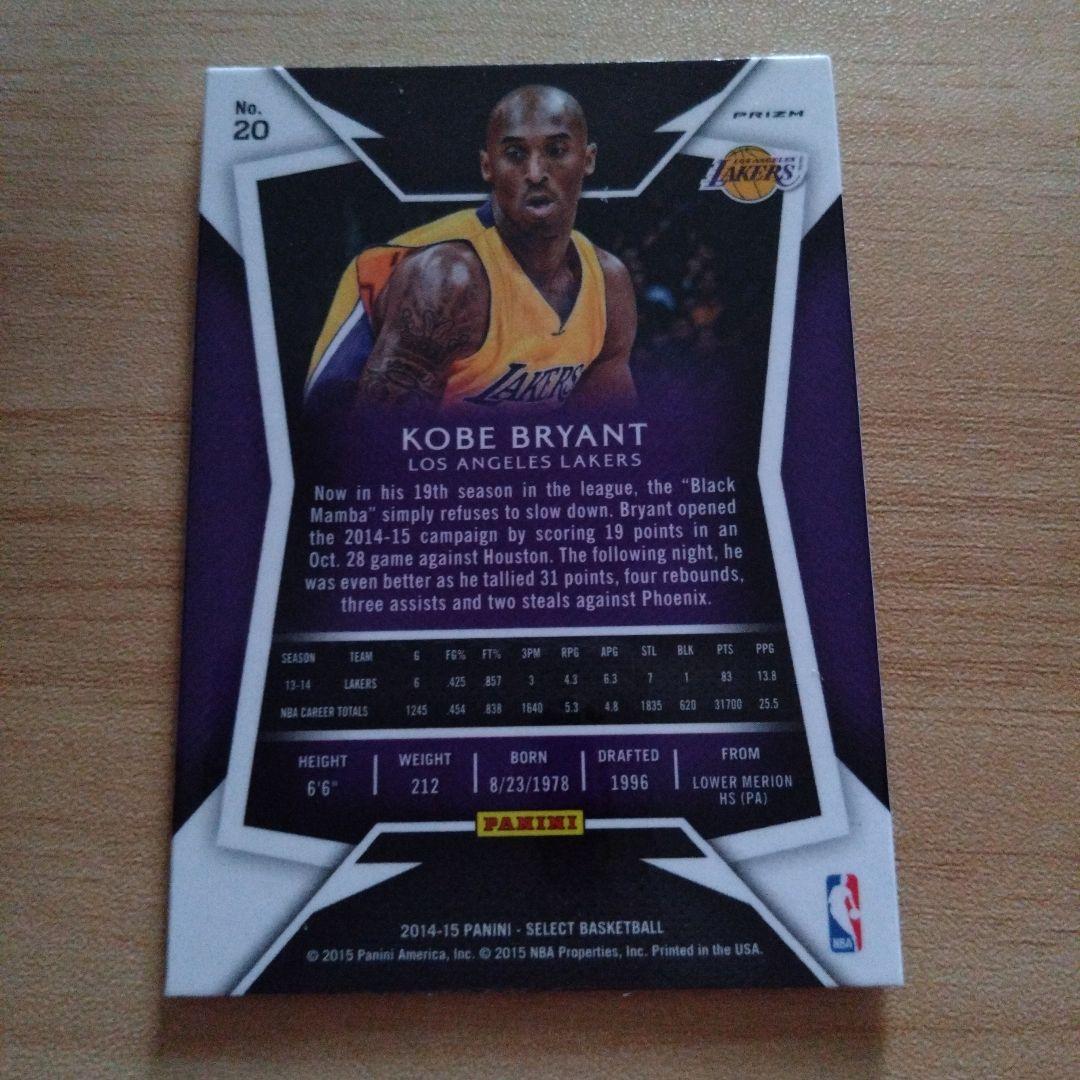 No.
20
PRIZM
LOS ANGELES
LAKERS
LAKERS
KOBE BRYANT
LOS ANGELES LAKERS
Now in his 19th season in the league, the "Black
Mamba" simply refuses to slow down. Bryant opened
the 2014-15 campaign by scoring 19 points in an
Oct. 28 game against Houston. The following night, he
was even better as he tallied 31 points, four rebounds,
three assists and two steals against Phoenix.
SEASON TEAM G FG% FT% 3PM RPG APG STL BLK PTS PPG
13-14 LAKERS 6 .425 .857 3 4.3 6.3 7 1 83 13.8
NBA CAREER TOTALS 1245 .454 .838 1640 5.3 4.8 1835 620 31700 25.5
HEIGHT WEIGHT BORN DRAFTED FROM
6'6" 212 8/23/1978 1996 LOWER MERION
HS (PA)
PANINI
2014-15 PANINI - SELECT BASKETBALL
© 2015 Panini America, Inc. © 2015 NBA Properties, Inc. Printed in the USA.
NBA